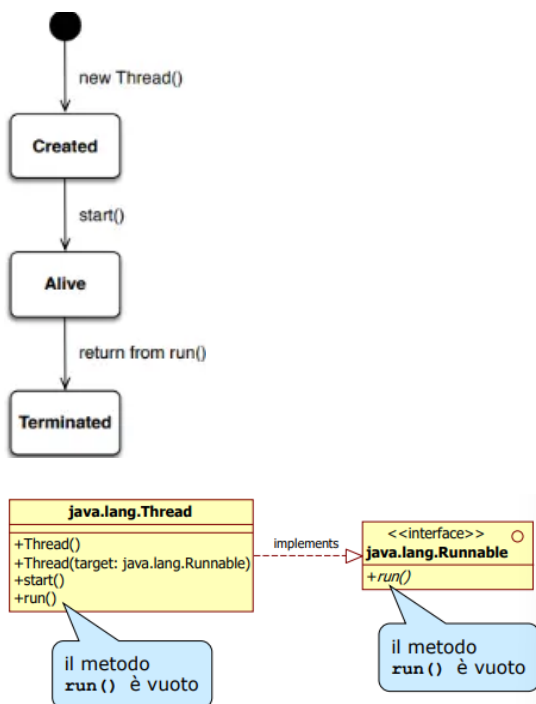 new Thread()
Created
start()
Alive
return from run()
Terminated
java.lang.Thread
+Thread()
+Thread(target: java.lang.Runnable)
+start()
+run()
implements
<<interface>>
java.lang.Runnable
+run()
il metodo
run() è vuoto
il metodo
run() è vuoto